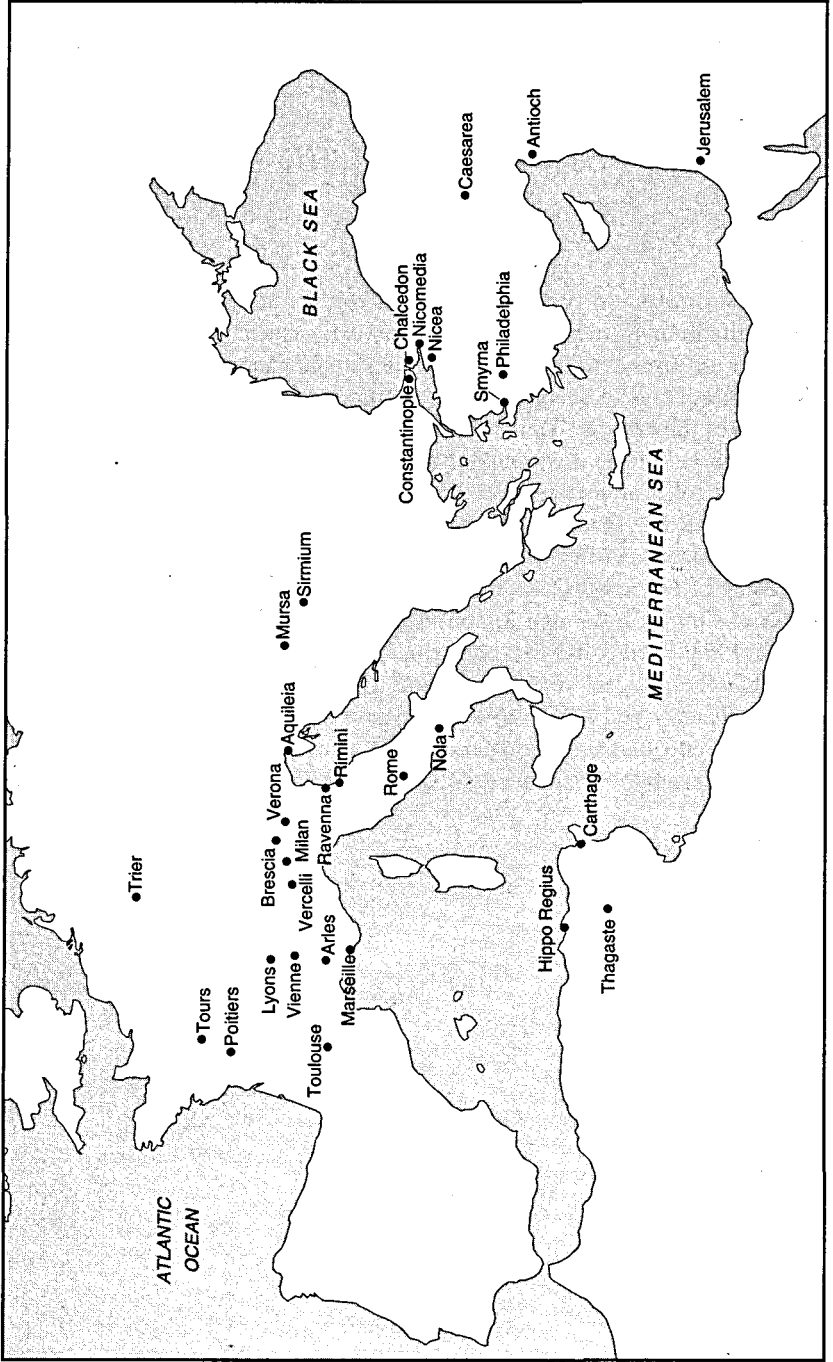 ATLANTIC
OCEAN
BLACK SEA
MEDITERRANEAN SEA
Trier
Tours
Poitiers
Lyons
Vienne
Arles
Marseille
Toulouse
Brescia
Verona
Milan
Vercelli
Aquileia
Ravenna
Rimini
Rome
Nola
Mursa
Sirmium
Constantinople
Chalcedon
Nicomedia
Nicea
Smyrna
Philadelphia
Caesarea
Antioch
Jerusalem
Carthage
Hippo Regius
Thagaste